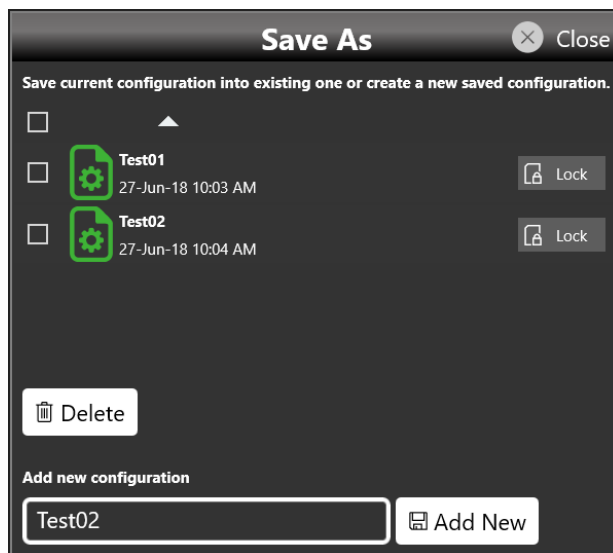 Save As
Close
Save current configuration into existing one or create a new saved configuration.
Test01
27-Jun-18 10:03 AM
Lock
Test02
27-Jun-18 10:04 AM
Lock
Delete
Add new configuration
Test02
Add New